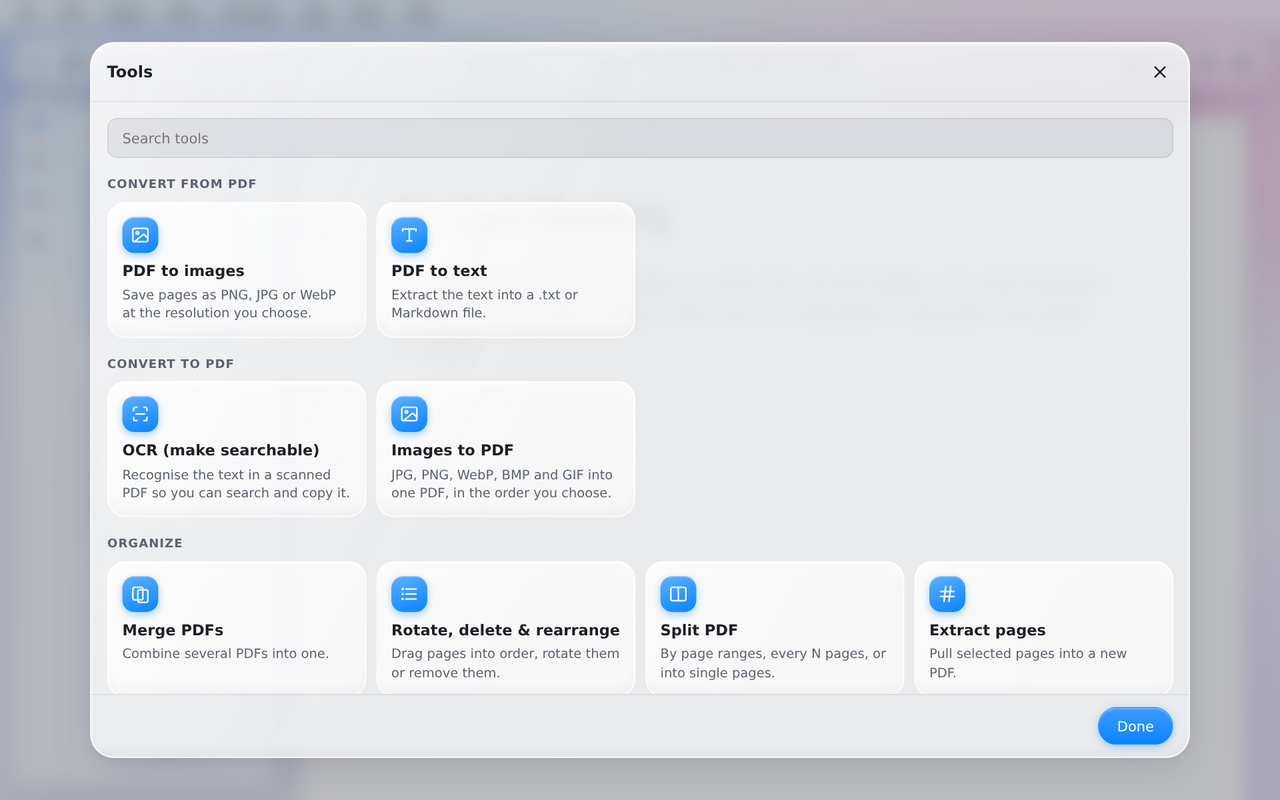 Tools
Search tools
CONVERT FROM PDF
PDF to images
Save pages as PNG, JPG or WebP
at the resolution you choose.
PDF to text
Extract the text into a .txt or
Markdown file.
CONVERT TO PDF
OCR (make searchable)
Recognise the text in a scanned
PDF so you can search and copy it.
Images to PDF
JPG, PNG, WebP, BMP and GIF into
one PDF, in the order you choose.
ORGANIZE
Merge PDFs
Combine several PDFs into one.
Rotate, delete & rearrange
Drag pages into order, rotate them
or remove them.
Split PDF
By page ranges, every N pages, or
into single pages.
Extract pages
Pull selected pages into a new
PDF.
Done